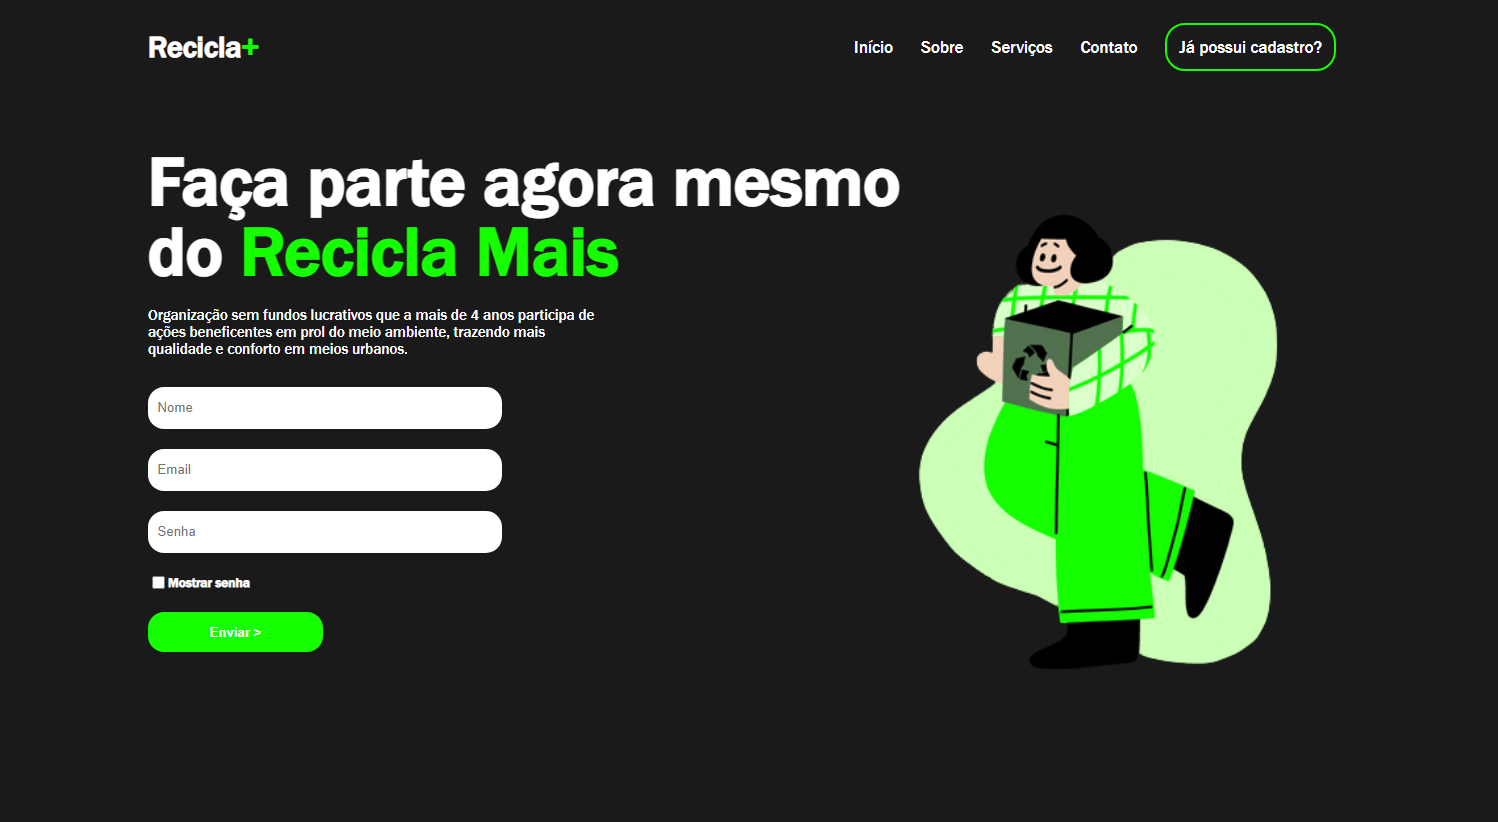 Recicla+
Início Sobre Serviços Contato Já possui cadastro?
Faça parte agora mesmo
do Recicla Mais
Organização sem fundos lucrativos que a mais de 4 anos participa de
ações beneficentes em prol do meio ambiente, trazendo mais
qualidade e conforto em meios urbanos.
Nome
Email
Senha
Mostrar senha
Enviar >